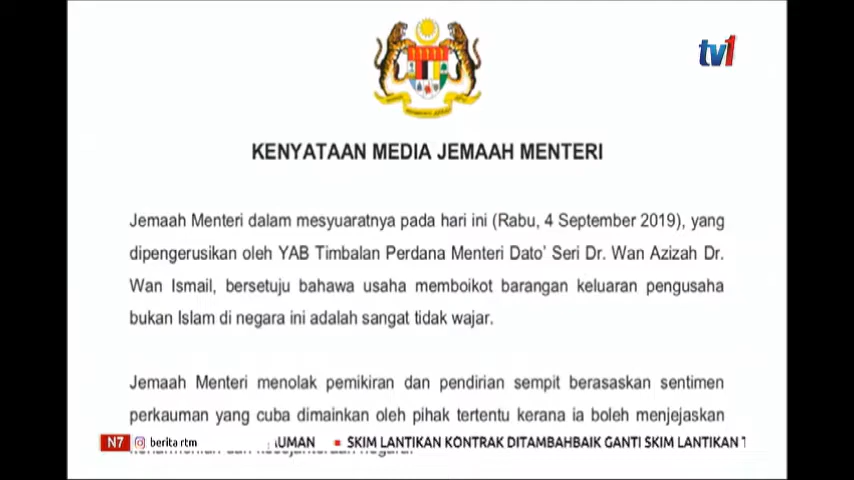 tv1
KENYATAAN MEDIA JEMAAH MENTERI
Jemaah Menteri dalam mesyuaratnya pada hari ini (Rabu, 4 September 2019), yang
dipengerusikan oleh YAB Timbalan Perdana Menteri Dato' Seri Dr. Wan Azizah Dr.
Wan Ismail, bersetuju bahawa usaha memboikot barangan keluaran pengusaha
bukan Islam di negara ini adalah sangat tidak wajar.
Jemaah Menteri menolak pemikiran dan pendirian sempit berasaskan sentimen
perkauman yang cuba dimainkan oleh pihak tertentu kerana ia boleh menjejaskan
N7 berita rtm SKIM LANTIKAN KONTRAK DITAMBAHBAIK GANTI SKIM LANTIKAN